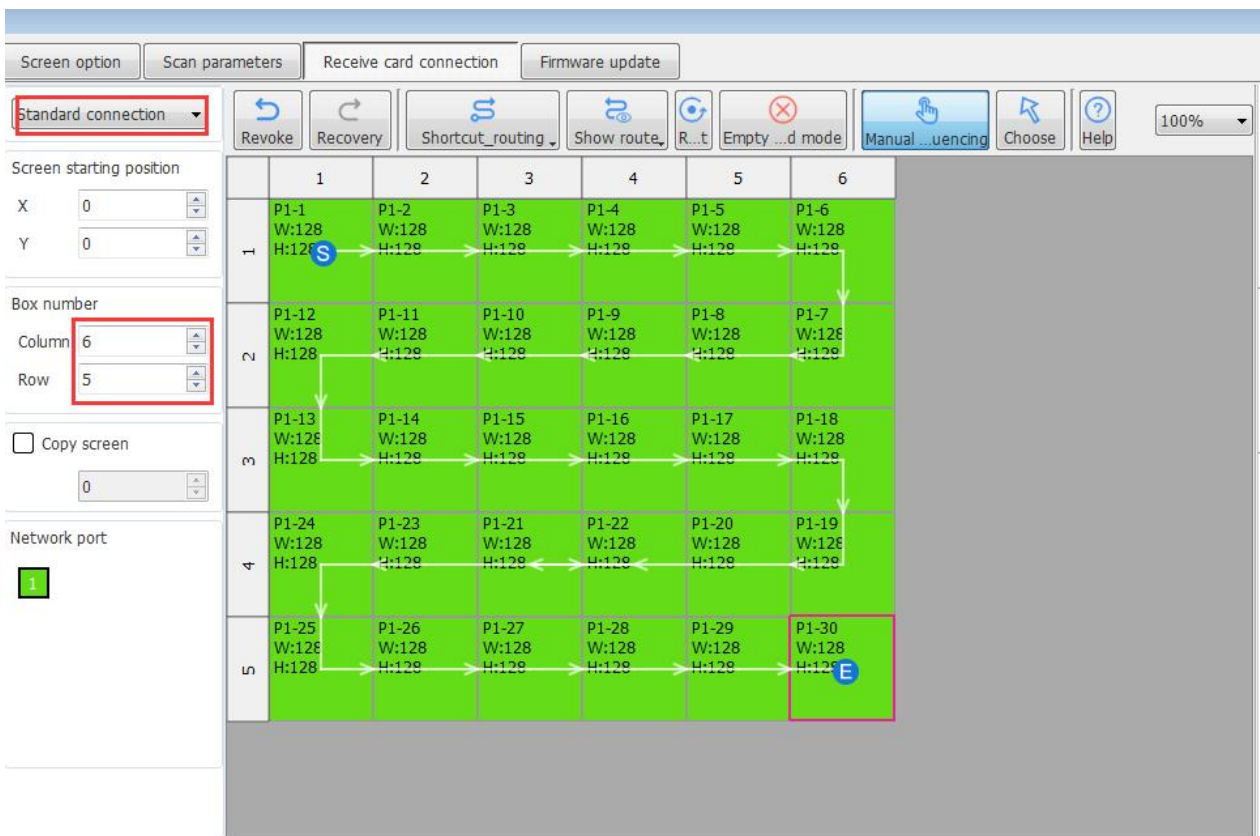 Screen option Scan parameters Receive card connection Firmware update
Standard connection
Revoke Recovery Shortcut_routing Show route R...t Empty ...d mode Manual ...uencing Choose Help 100%
Screen starting position
X 0
Y 0
Box number
Column 6
Row 5
Copy screen
0
Network port
1
1 2 3 4 5 6
1
P1-1 P1-2 P1-3 P1-4 P1-5 P1-6
W:128 W:128 W:128 W:128 W:128 W:128
H:128 H:128 H:128 H:128 H:128 H:128
S
2
P1-12 P1-11 P1-10 P1-9 P1-8 P1-7
W:128 W:128 W:128 W:128 W:128 W:128
H:128 H:128 H:128 H:128 H:128 H:128
3
P1-13 P1-14 P1-15 P1-16 P1-17 P1-18
W:128 W:128 W:128 W:128 W:128 W:128
H:128 H:128 H:128 H:128 H:128 H:128
4
P1-24 P1-23 P1-21 P1-22 P1-20 P1-19
W:128 W:128 W:128 W:128 W:128 W:128
H:128 H:128 H:128 H:128 H:128 H:128
5
P1-25 P1-26 P1-27 P1-28 P1-29 P1-30
W:128 W:128 W:128 W:128 W:128 W:128
H:128 H:128 H:128 H:128 H:128 H:128
E